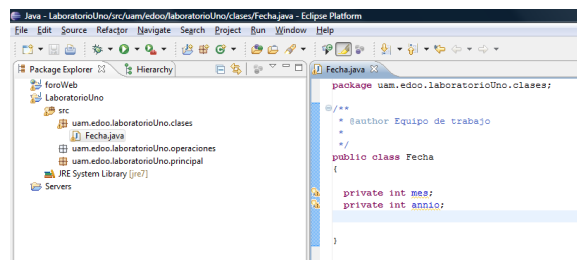 Java - LaboratorioUno/src/uam/edoo/laboratorioUno/clases/Fecha.java - Eclipse Platform
File Edit Source Refactor Navigate Search Project Run Window Help
Package Explorer Hierarchy
foroWeb
LaboratorioUno
src
uam.edoo.laboratorioUno.clases
Fecha.java
uam.edoo.laboratorioUno.operaciones
uam.edoo.laboratorioUno.principal
JRE System Library [jre7]
Servers
Fecha.java
package uam.edoo.laboratorioUno.clases;
/**
* @author Equipo de trabajo
*
*/
public class Fecha
{
private int mes;
private int annio;
}